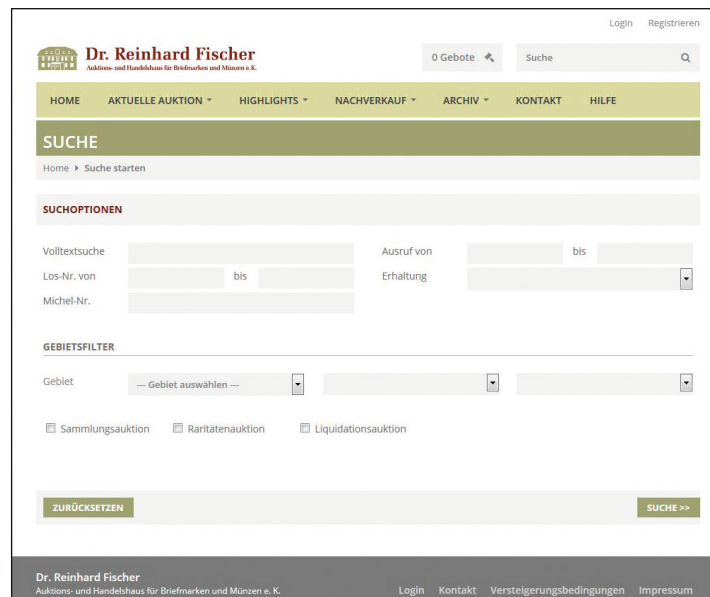 Login Registrieren
Dr. Reinhard Fischer
Auktions- und Handelshaus für Briefmarken und Münzen e.K.
0 Gebote Suche
HOME AKTUELLE AUKTION HIGHLIGHTS NACHVERKAUF ARCHIV KONTAKT HILFE
SUCHE
Home Suche starten
SUCHOPTIONEN
Volltextsuche Ausruf von bis
Los-Nr. von bis Erhaltung
Michel-Nr.
GEBIETSFILTER
Gebiet --- Gebiet auswählen ---
Sammlungsauktion Raritätenauktion Liquidationsauktion
ZURÜCKSETZEN SUCHE >>
Dr. Reinhard Fischer
Auktions- und Handelshaus für Briefmarken und Münzen e. K. Login Kontakt Versteigerungsbedingungen Impressum